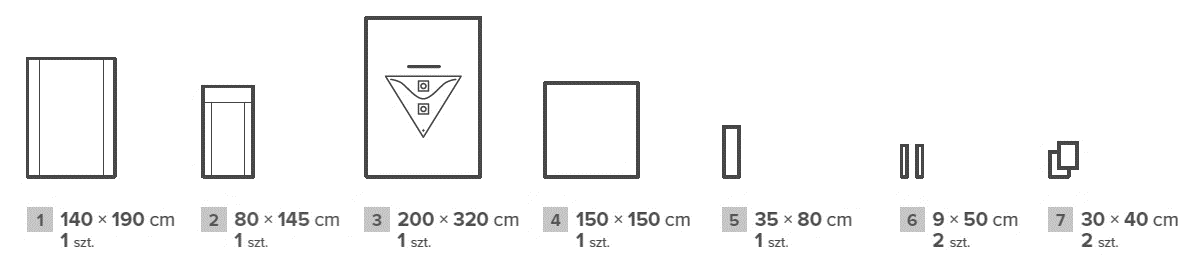 1 140 × 190 cm
1 szt.
2 80 × 145 cm
1 szt.
3 200 × 320 cm
1 szt.
4 150 × 150 cm
1 szt.
5 35 × 80 cm
1 szt.
6 9 × 50 cm
2 szt.
7 30 × 40 cm
2 szt.